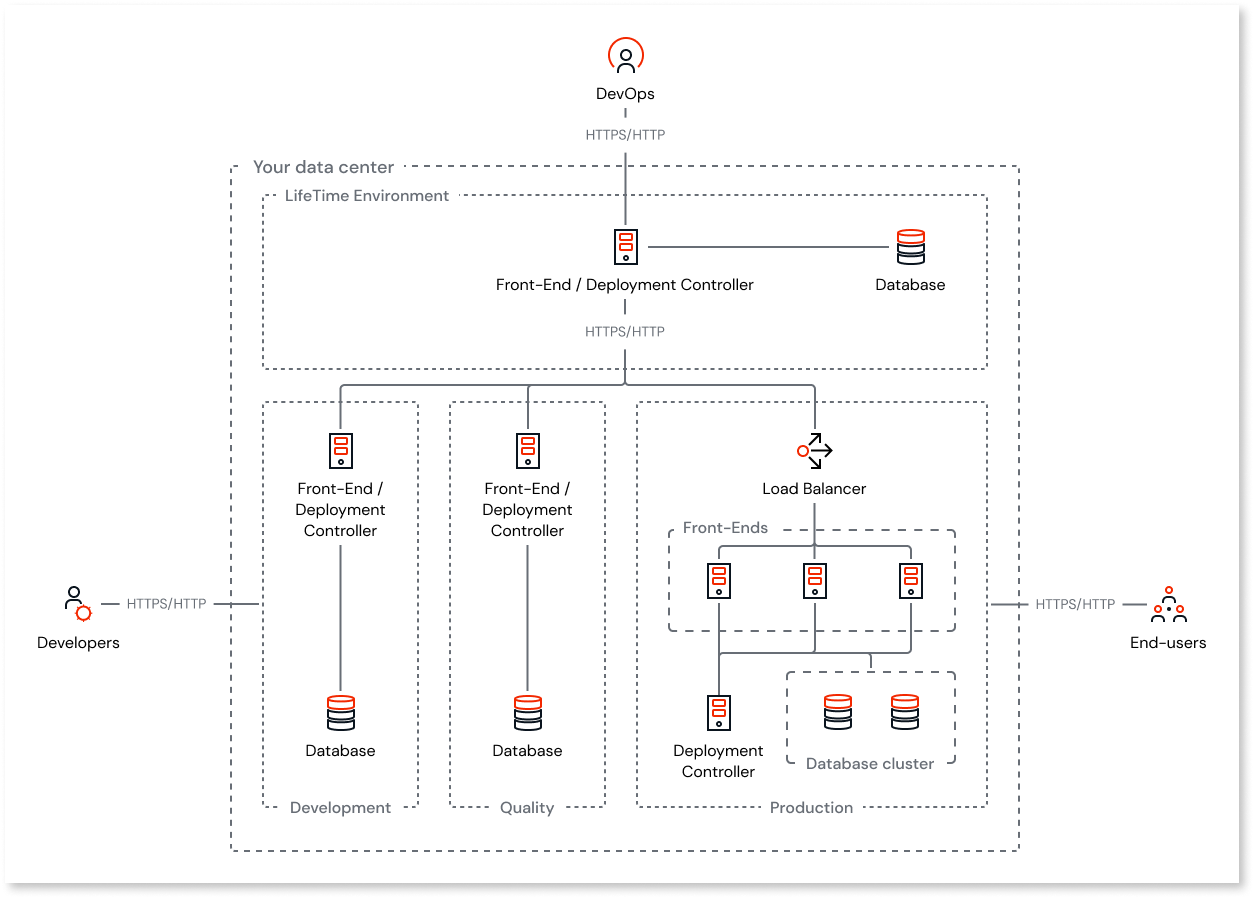 DevOps
HTTPS/HTTP
Your data center
LifeTime Environment
Front-End / Deployment Controller
Database
HTTPS/HTTP
Front-End /
Deployment
Controller
Front-End /
Deployment
Controller
Load Balancer
Front-Ends
Developers
HTTPS/HTTP
HTTPS/HTTP
End-users
Database
Database
Deployment
Controller
Database cluster
Development
Quality
Production